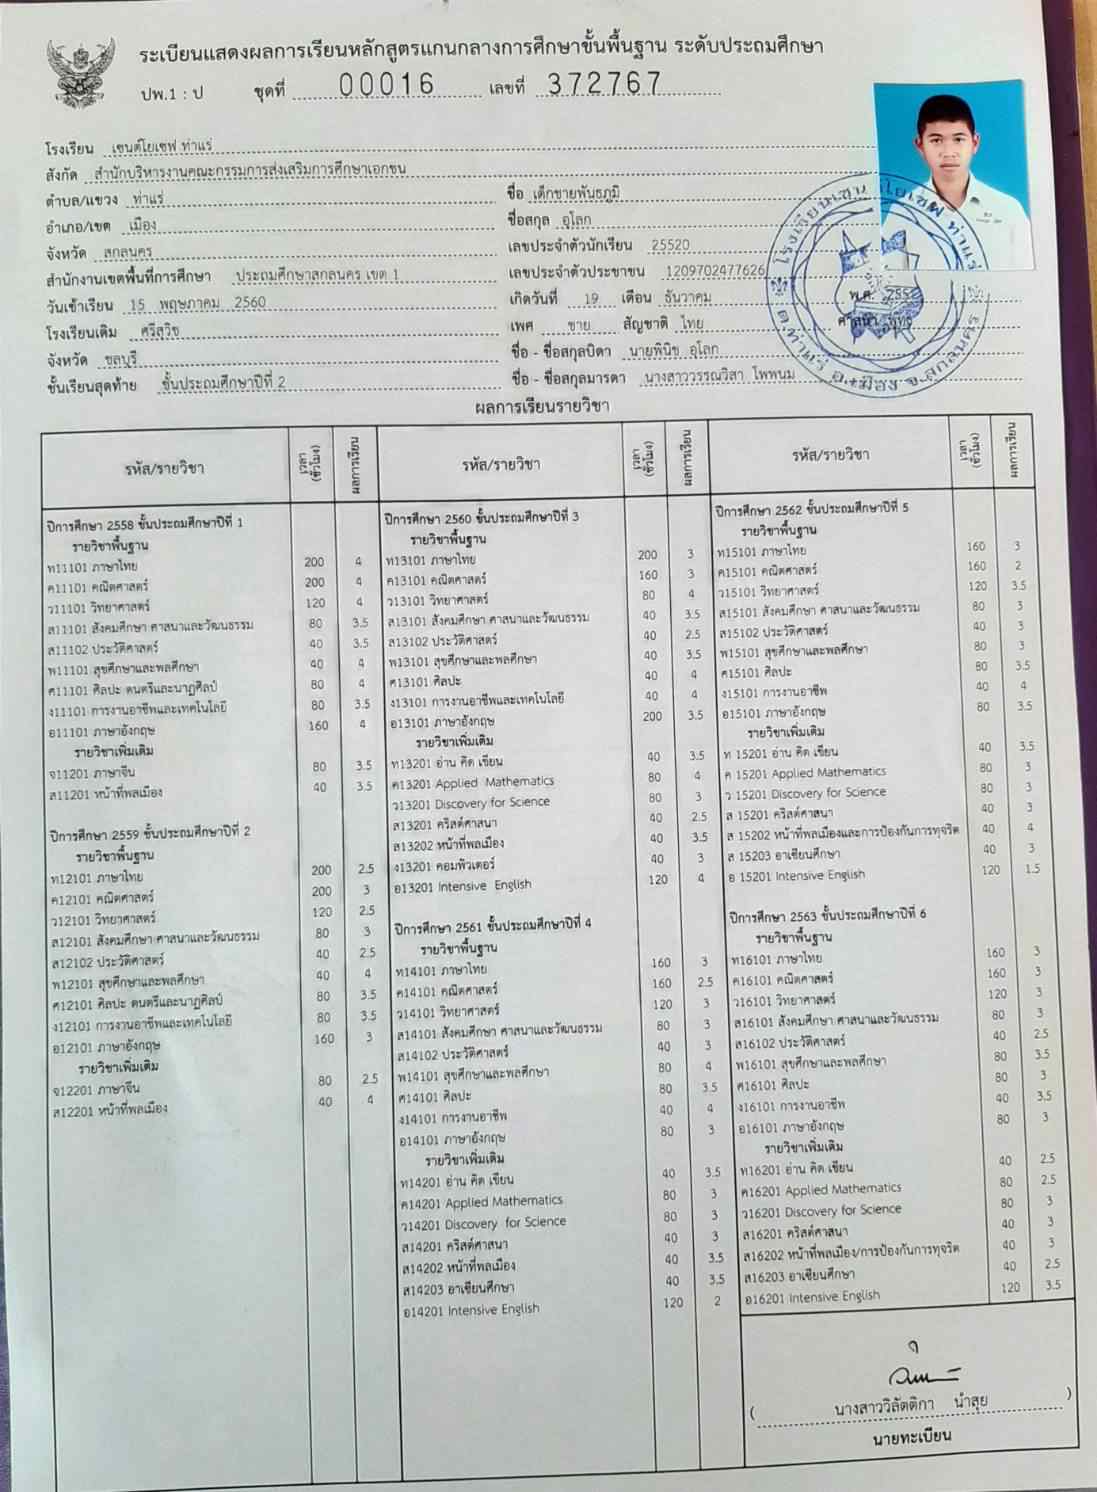 ระเบียนแสดงผลการเรียนหลักสูตรแกนกลางการศึกษาขั้นพื้นฐาน ระดับประถมศึกษา
ปพ.1 : ป ชุดที่ 00016 เลขที่ 372767
โรงเรียน เซนต์โยเซฟ ท่าแร่
สังกัด สำนักบริหารงานคณะกรรมการส่งเสริมการศึกษาเอกชน
ตำบล/แขวง ท่าแร่
อำเภอ/เขต เมือง
จังหวัด สกลนคร
สำนักงานเขตพื้นที่การศึกษา ประถมศึกษาสกลนคร เขต 1
วันเข้าเรียน 15 พฤษภาคม 2560
โรงเรียนเดิม ศรีสุวิช
จังหวัด ชลบุรี
ชั้นเรียนสุดท้าย ชั้นประถมศึกษาปีที่ 2
ชื่อ เด็กชายพันธภูมิ
ชื่อสกุล อุโลก
เลขประจำตัวนักเรียน 25520
เลขประจำตัวประชาชน 1209702477626
เกิดวันที่ 19 เดือน ธันวาคม พ.ศ.
เพศ ชาย สัญชาติ ไทย ศาสนา พุทธ
ชื่อ - ชื่อสกุลบิดา นายพินิช อุโลก
ชื่อ - ชื่อสกุลมารดา นางสาววรรณวิสา โพพนม
โรงเรียนเซนต์โยเซฟ ท่าแร่
ต.ท่าแร่ อ.เมือง จ.สกลนคร
ผลการเรียนรายวิชา
รหัส/รายวิชา เวลา (ชั่วโมง) ผลการเรียน
ปีการศึกษา 2558 ชั้นประถมศึกษาปีที่ 1
รายวิชาพื้นฐาน
ท11101 ภาษาไทย 200 4
ค11101 คณิตศาสตร์ 200 4
ว11101 วิทยาศาสตร์ 120 4
ส11101 สังคมศึกษา ศาสนาและวัฒนธรรม 80 3.5
ส11102 ประวัติศาสตร์ 40 3.5
พ11101 สุขศึกษาและพลศึกษา 40 4
ศ11101 ศิลปะ ดนตรีและนาฏศิลป์ 80 4
ง11101 การงานอาชีพและเทคโนโลยี 80 3.5
อ11101 ภาษาอังกฤษ 160 4
รายวิชาเพิ่มเติม
จ11201 ภาษาจีน 80 3.5
ส11201 หน้าที่พลเมือง 40 3.5
ปีการศึกษา 2559 ชั้นประถมศึกษาปีที่ 2
รายวิชาพื้นฐาน
ท12101 ภาษาไทย 200 2.5
ค12101 คณิตศาสตร์ 200 3
ว12101 วิทยาศาสตร์ 120 2.5
ส12101 สังคมศึกษา ศาสนาและวัฒนธรรม 80 3
ส12102 ประวัติศาสตร์ 40 2.5
พ12101 สุขศึกษาและพลศึกษา 40 4
ศ12101 ศิลปะ ดนตรีและนาฏศิลป์ 80 3.5
ง12101 การงานอาชีพและเทคโนโลยี 80 3.5
อ12101 ภาษาอังกฤษ 160 3
รายวิชาเพิ่มเติม
จ12201 ภาษาจีน 80 2.5
ส12201 หน้าที่พลเมือง 40 4
รหัส/รายวิชา เวลา (ชั่วโมง) ผลการเรียน
ปีการศึกษา 2560 ชั้นประถมศึกษาปีที่ 3
รายวิชาพื้นฐาน
ท13101 ภาษาไทย 200 3
ค13101 คณิตศาสตร์ 160 3
ว13101 วิทยาศาสตร์ 80 4
ส13101 สังคมศึกษา ศาสนาและวัฒนธรรม 40 3.5
ส13102 ประวัติศาสตร์ 40 2.5
พ13101 สุขศึกษาและพลศึกษา 40 3.5
ศ13101 ศิลปะ 40 4
ง13101 การงานอาชีพและเทคโนโลยี 40 4
อ13101 ภาษาอังกฤษ 200 3.5
รายวิชาเพิ่มเติม
ท13201 อ่าน คิด เขียน 40 3.5
ค13201 Applied Mathematics 80 4
ว13201 Discovery for Science 80 3
ส13201 คริสต์ศาสนา 40 2.5
ส13202 หน้าที่พลเมือง 40 3.5
ง13201 คอมพิวเตอร์ 40 3
อ13201 Intensive English 120 4
ปีการศึกษา 2561 ชั้นประถมศึกษาปีที่ 4
รายวิชาพื้นฐาน
ท14101 ภาษาไทย 160 3
ค14101 คณิตศาสตร์ 160 2.5
ว14101 วิทยาศาสตร์ 120 3
ส14101 สังคมศึกษา ศาสนาและวัฒนธรรม 80 3
ส14102 ประวัติศาสตร์ 40 3
พ14101 สุขศึกษาและพลศึกษา 80 4
ศ14101 ศิลปะ 80 3.5
ง14101 การงานอาชีพ 40 4
อ14101 ภาษาอังกฤษ 80 3
รายวิชาเพิ่มเติม
ท14201 อ่าน คิด เขียน 40 3.5
ค14201 Applied Mathematics 80 3
ว14201 Discovery for Science 80 3
ส14201 คริสต์ศาสนา 40 3
ส14202 หน้าที่พลเมือง 40 3.5
ส14203 อาเซียนศึกษา 40 3.5
อ14201 Intensive English 120 2
รหัส/รายวิชา เวลา (ชั่วโมง) ผลการเรียน
ปีการศึกษา 2562 ชั้นประถมศึกษาปีที่ 5
รายวิชาพื้นฐาน
ท15101 ภาษาไทย 160 3
ค15101 คณิตศาสตร์ 160 2
ว15101 วิทยาศาสตร์ 120 3.5
ส15101 สังคมศึกษา ศาสนาและวัฒนธรรม 80 3
ส15102 ประวัติศาสตร์ 40 3
พ15101 สุขศึกษาและพลศึกษา 80 3
ศ15101 ศิลปะ 80 3.5
ง15101 การงานอาชีพ 40 4
อ15101 ภาษาอังกฤษ 80 3.5
รายวิชาเพิ่มเติม
ท 15201 อ่าน คิด เขียน 40 3.5
ค 15201 Applied Mathematics 80 3
ว 15201 Discovery for Science 80 3
ส 15201 คริสต์ศาสนา 40 3
ส 15202 หน้าที่พลเมืองและการป้องกันการทุจริต 40 4
ส 15203 อาเซียนศึกษา 40 3
อ 15201 Intensive English 120 1.5
ปีการศึกษา 2563 ชั้นประถมศึกษาปีที่ 6
รายวิชาพื้นฐาน
ท16101 ภาษาไทย 160 3
ค16101 คณิตศาสตร์ 160 3
ว16101 วิทยาศาสตร์ 120 3
ส16101 สังคมศึกษา ศาสนาและวัฒนธรรม 80 3
ส16102 ประวัติศาสตร์ 40 2.5
พ16101 สุขศึกษาและพลศึกษา 80 3.5
ศ16101 ศิลปะ 80 3
ง16101 การงานอาชีพ 40 3.5
อ16101 ภาษาอังกฤษ 80 3
รายวิชาเพิ่มเติม
ท16201 อ่าน คิด เขียน 40 2.5
ค16201 Applied Mathematics 80 2.5
ว16201 Discovery for Science 80 3
ส16201 คริสต์ศาสนา 40 3
ส16202 หน้าที่พลเมือง/การป้องกันการทุจริต 40 3
ส16203 อาเซียนศึกษา 40 2.5
อ16201 Intensive English 120 3.5
( นางสาววิลัตติกา นำสุย )
นายทะเบียน